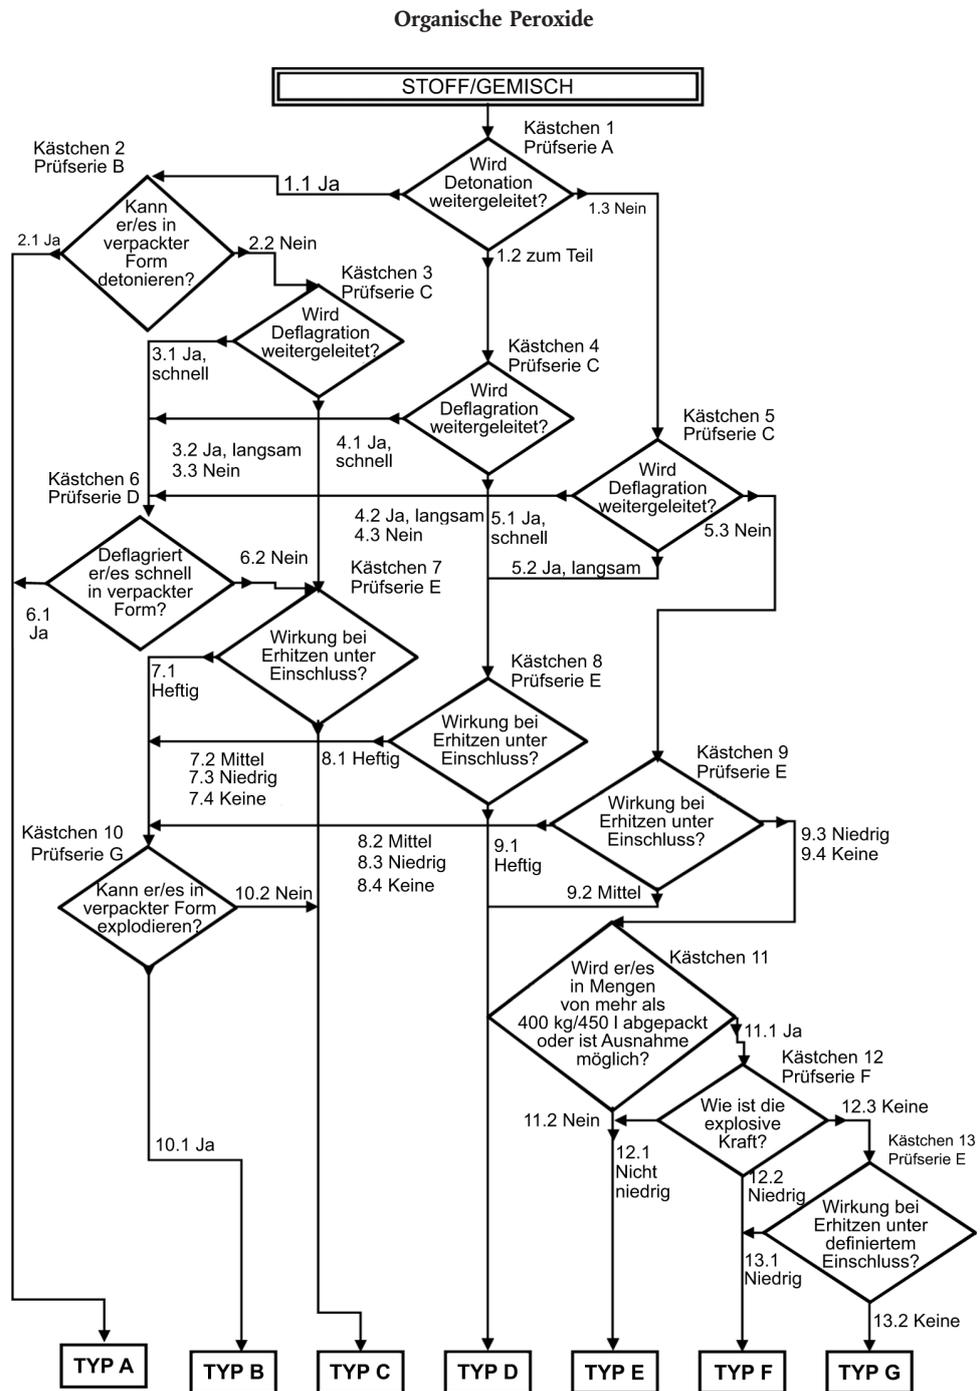 Organische Peroxide
STOFF/GEMISCH
Kästchen 1
Prüfserie A
Wird
Detonation
weitergeleitet?
1.1 Ja
1.3 Nein
1.2 zum Teil
Kästchen 2
Prüfserie B
Kann
er/es in
verpackter
Form
detonieren?
2.1 Ja
2.2 Nein
Kästchen 3
Prüfserie C
Wird
Deflagration
weitergeleitet?
3.1 Ja,
schnell
3.2 Ja, langsam
3.3 Nein
Kästchen 4
Prüfserie C
Wird
Deflagration
weitergeleitet?
4.1 Ja,
schnell
4.2 Ja, langsam
4.3 Nein
Kästchen 5
Prüfserie C
Wird
Deflagration
weitergeleitet?
5.1 Ja,
schnell
5.2 Ja, langsam
5.3 Nein
Kästchen 6
Prüfserie D
Deflagriert
er/es schnell
in verpackter
Form?
6.1
Ja
6.2 Nein
Kästchen 7
Prüfserie E
Wirkung bei
Erhitzen unter
Einschluss?
7.1
Heftig
7.2 Mittel
7.3 Niedrig
7.4 Keine
Kästchen 8
Prüfserie E
Wirkung bei
Erhitzen unter
Einschluss?
8.1 Heftig
8.2 Mittel
8.3 Niedrig
8.4 Keine
Kästchen 9
Prüfserie E
Wirkung bei
Erhitzen unter
Einschluss?
9.1
Heftig
9.2 Mittel
9.3 Niedrig
9.4 Keine
Kästchen 10
Prüfserie G
Kann er/es in
verpackter Form
explodieren?
10.2 Nein
10.1 Ja
Kästchen 11
Wird er/es
in Mengen
von mehr als
400 kg/450 l abgepackt
oder ist Ausnahme
möglich?
11.1 Ja
11.2 Nein
Kästchen 12
Prüfserie F
Wie ist die
explosive
Kraft?
12.1
Nicht
niedrig
12.2
Niedrig
12.3 Keine
Kästchen 13
Prüfserie E
Wirkung bei
Erhitzen unter
definiertem
Einschluss?
13.1
Niedrig
13.2 Keine
TYP A
TYP B
TYP C
TYP D
TYP E
TYP F
TYP G